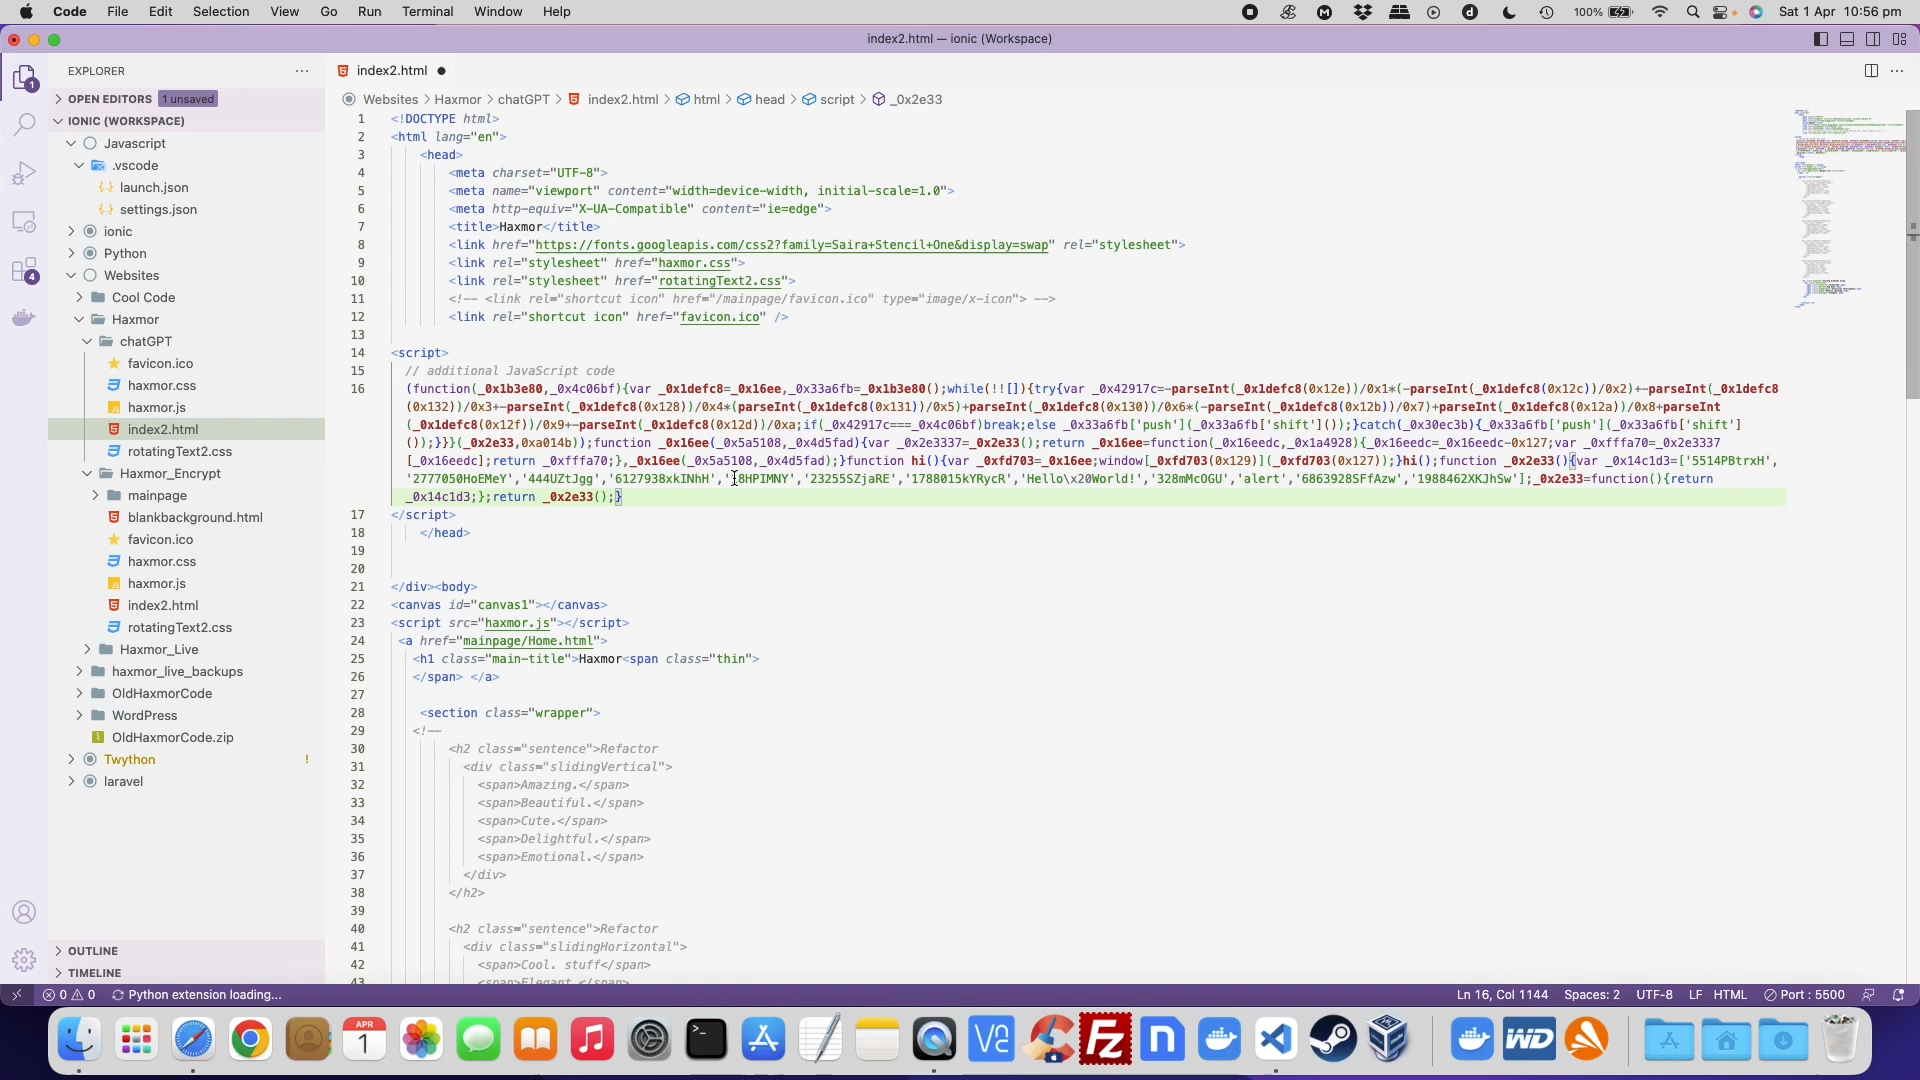 Code File Edit Selection View Go Run Terminal Window Help
100% Sat 1 Apr 10:56 pm
index2.html — ionic (Workspace)
EXPLORER
OPEN EDITORS 1 unsaved
IONIC (WORKSPACE)
Javascript
.vscode
launch.json
settings.json
ionic
Python
Websites
Cool Code
Haxmor
chatGPT
favicon.ico
haxmor.css
haxmor.js
index2.html
rotatingText2.css
Haxmor_Encrypt
mainpage
blankbackground.html
favicon.ico
haxmor.css
haxmor.js
index2.html
rotatingText2.css
Haxmor_Live
haxmor_live_backups
OldHaxmorCode
WordPress
OldHaxmorCode.zip
Twython !
laravel
OUTLINE
TIMELINE
1
4
index2.html
Websites > Haxmor > chatGPT > index2.html > html > head > script > _0x2e33
1 <!DOCTYPE html>
2 <html lang="en">
3 <head>
4 <meta charset="UTF-8">
5 <meta name="viewport" content="width=device-width, initial-scale=1.0">
6 <meta http-equiv="X-UA-Compatible" content="ie=edge">
7 <title>Haxmor</title>
8 <link href="https://fonts.googleapis.com/css2?family=Saira+Stencil+One&display=swap" rel="stylesheet">
9 <link rel="stylesheet" href="haxmor.css">
10 <link rel="stylesheet" href="rotatingText2.css">
11 <!-- <link rel="shortcut icon" href="/mainpage/favicon.ico" type="image/x-icon"> -->
12 <link rel="shortcut icon" href="favicon.ico" />
13
14 <script>
15 // additional JavaScript code
16 (function(_0x1b3e80,_0x4c06bf){var _0x1defc8=_0x16ee,_0x33a6fb=_0x1b3e80();while(!![]){try{var _0x42917c=-parseInt(_0x1defc8(0x12e))/0x1*(-parseInt(_0x1defc8(0x12c))/0x2)+-parseInt(_0x1defc8
(0x132))/0x3+-parseInt(_0x1defc8(0x128))/0x4*(parseInt(_0x1defc8(0x131))/0x5)+parseInt(_0x1defc8(0x130))/0x6*(-parseInt(_0x1defc8(0x12b))/0x7)+parseInt(_0x1defc8(0x12a))/0x8+parseInt
(_0x1defc8(0x12f))/0x9+-parseInt(_0x1defc8(0x12d))/0xa;if(_0x42917c===_0x4c06bf)break;else _0x33a6fb['push'](_0x33a6fb['shift']());}catch(_0x30ec3b){_0x33a6fb['push'](_0x33a6fb['shift']
());}}}(_0x2e33,0xa014b));function _0x16ee(_0x5a5108,_0x4d5fad){var _0x2e3337=_0x2e33();return _0x16ee=function(_0x16eedc,_0x1a4928){_0x16eedc=_0x16eedc-0x127;var _0xfffa70=_0x2e3337
[_0x16eedc];return _0xfffa70;},_0x16ee(_0x5a5108,_0x4d5fad);}function hi(){var _0xfd703=_0x16ee;window[_0xfd703(0x129)](_0xfd703(0x127));}hi();function _0x2e33(){var _0x14c1d3=['5514PBtrxH',
'2777050HoEMeY','444UZtJgg','6127938xkINhH','18HPIMNY','23255SZjaRE','1788015kYRycR','Hello\x20World!','328mMcOGU','alert','6863928SFfAzw','1988462XKJhSw'];_0x2e33=function(){return
_0x14c1d3;};return _0x2e33();}
17 </script>
18 </head>
19
20
21 </div><body>
22 <canvas id="canvas1"></canvas>
23 <script src="haxmor.js"></script>
24 <a href="mainpage/Home.html">
25 <h1 class="main-title">Haxmor<span class="thin">
26 </span> </a>
27
28 <section class="wrapper">
29 <!--
30 <h2 class="sentence">Refactor
31 <div class="slidingVertical">
32 <span>Amazing.</span>
33 <span>Beautiful.</span>
34 <span>Cute.</span>
35 <span>Delightful.</span>
36 <span>Emotional.</span>
37 </div>
38 </h2>
39
40 <h2 class="sentence">Refactor
41 <div class="slidingHorizontal">
42 <span>Cool. stuff</span>
43 <span>Elegant.</span>
0 0 Python extension loading... Ln 16, Col 1144 Spaces: 2 UTF-8 LF HTML Port : 5500
APR
1